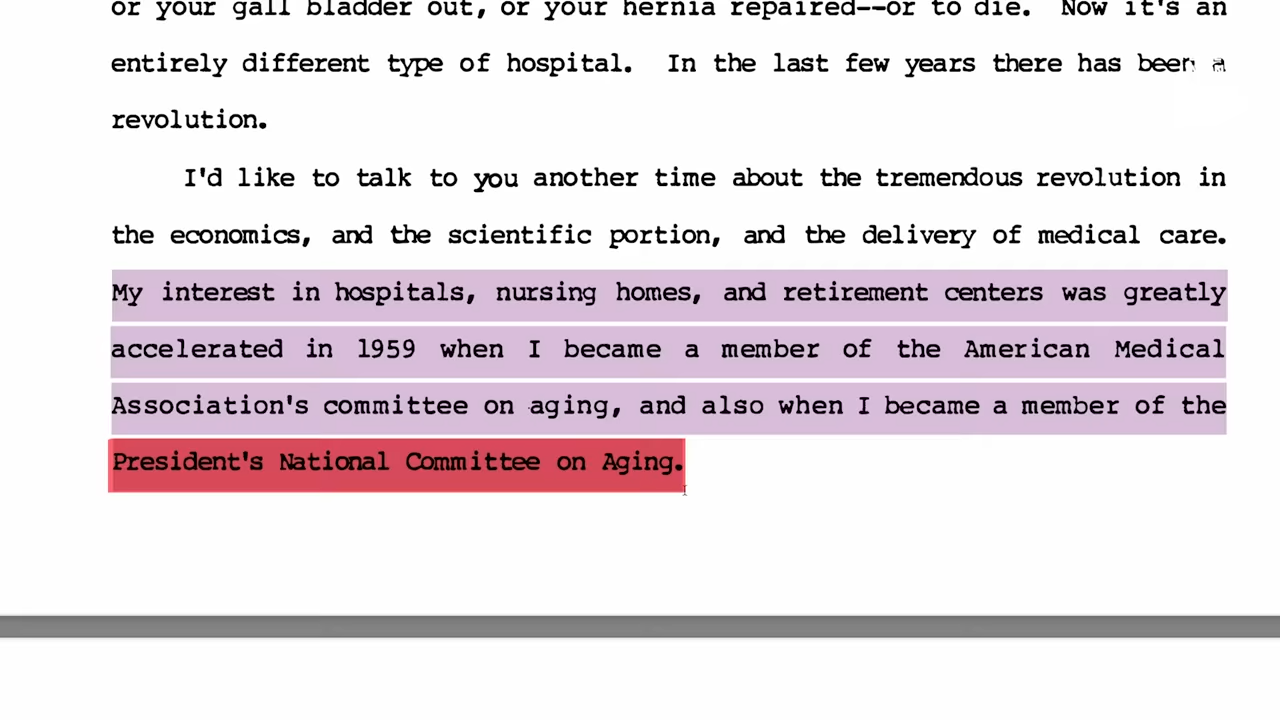 or your gall bladder out, or your hernia repaired--or to die. Now it's an
entirely different type of hospital. In the last few years there has been a
revolution.
I'd like to talk to you another time about the tremendous revolution in
the economics, and the scientific portion, and the delivery of medical care.
My interest in hospitals, nursing homes, and retirement centers was greatly
accelerated in 1959 when I became a member of the American Medical
Association's committee on aging, and also when I became a member of the
President's National Committee on Aging.